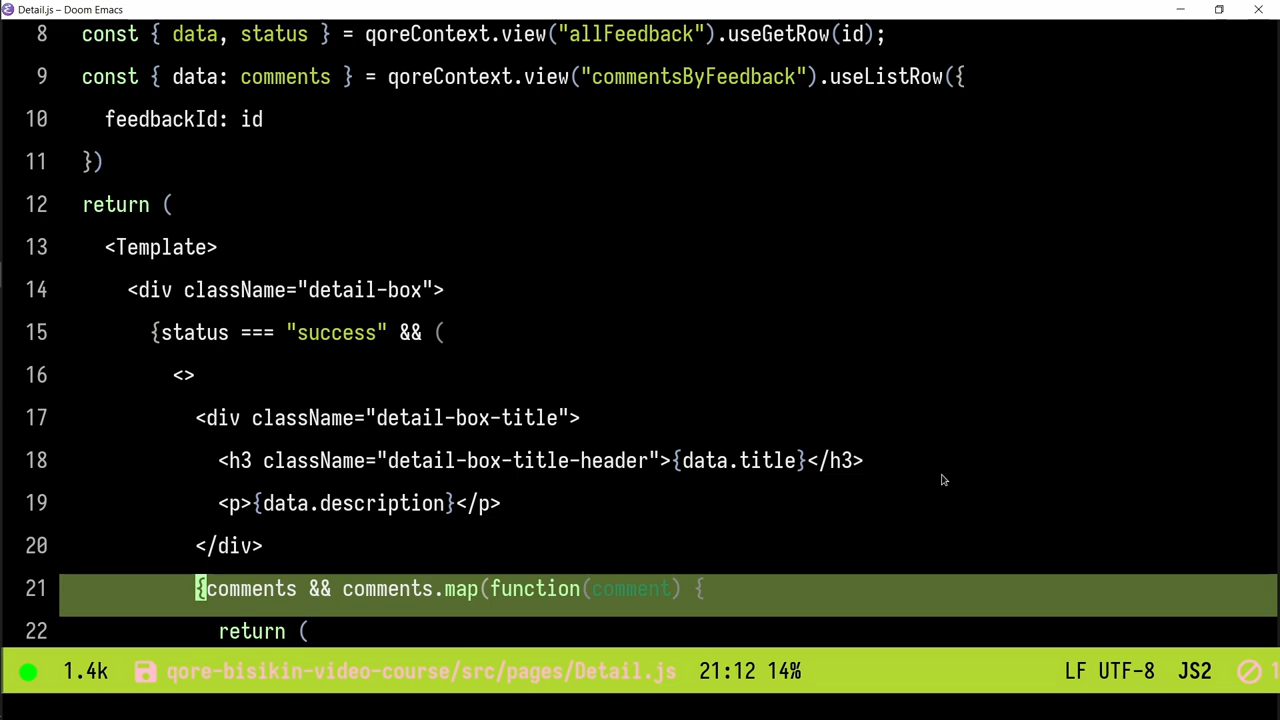 Detail.js – Doom Emacs
8 const { data, status } = qoreContext.view("allFeedback").useGetRow(id);
9 const { data: comments } = qoreContext.view("commentsByFeedback").useListRow({
10 feedbackId: id
11 })
12 return (
13 <Template>
14 <div className="detail-box">
15 {status === "success" && (
16 <>
17 <div className="detail-box-title">
18 <h3 className="detail-box-title-header">{data.title}</h3>
19 <p>{data.description}</p>
20 </div>
21 {comments && comments.map(function(comment) {
22 return (
1.4k qore-bisikin-video-course/src/pages/Detail.js 21:12 14% LF UTF-8 JS2 1